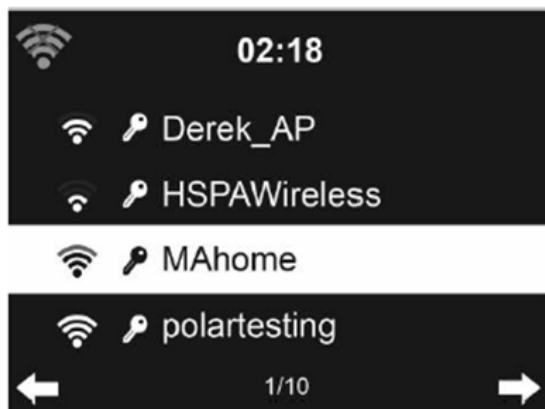 02:18
Derek_AP
HSPAWireless
MAhome
polartesting
1/10